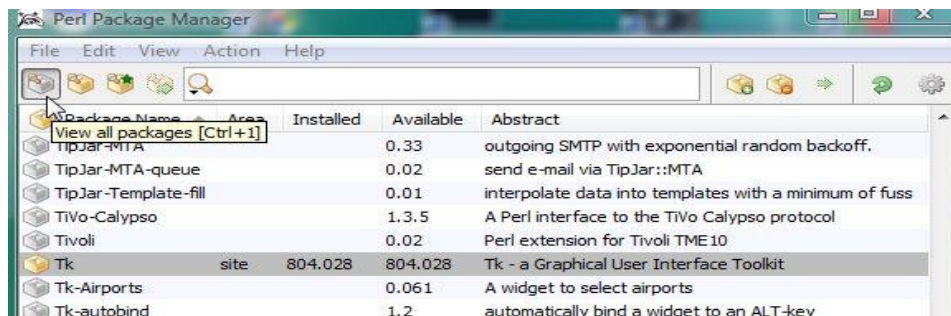 Perl Package Manager
File Edit View Action Help
Package Name Area Installed Available Abstract
View all packages [Ctrl+1]
TipJar-MTA 0.33 outgoing SMTP with exponential random backoff.
TipJar-MTA-queue 0.02 send e-mail via TipJar::MTA
TipJar-Template-fill 0.01 interpolate data into templates with a minimum of fuss
TiVo-Calypso 1.3.5 A Perl interface to the TiVo Calypso protocol
Tivoli 0.02 Perl extension for Tivoli TME10
Tk site 804.028 804.028 Tk - a Graphical User Interface Toolkit
Tk-Airports 0.061 A widget to select airports
Tk-autobind 1.2 automatically bind a widget to an ALT-key